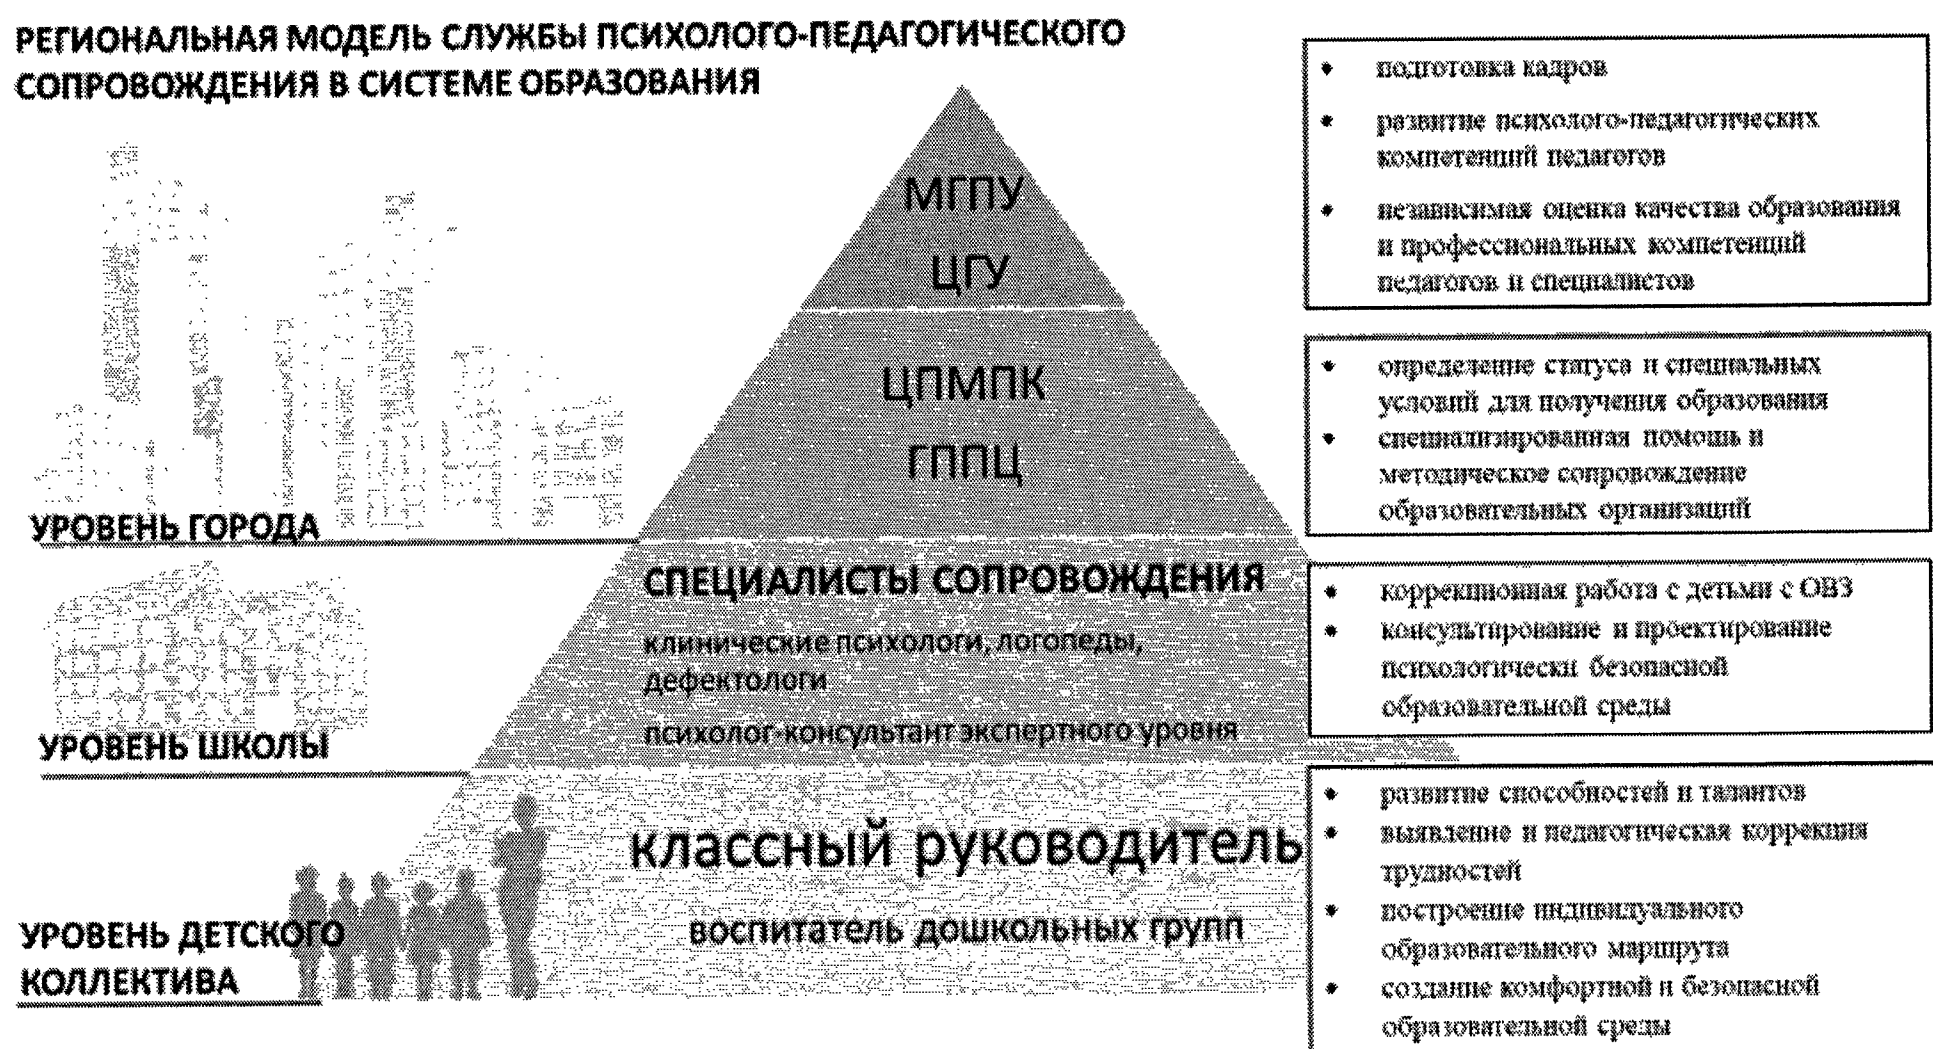 РЕГИОНАЛЬНАЯ МОДЕЛЬ СЛУЖБЫ ПСИХОЛОГО-ПЕДАГОГИЧЕСКОГО
СОПРОВОЖДЕНИЯ В СИСТЕМЕ ОБРАЗОВАНИЯ
МГПУ
ЦГУ
• подготовка кадров
• развитие психолого-педагогических
компетенций педагогов
• независимая оценка качества образования
и профессиональных компетенций
педагогов и специалистов
УРОВЕНЬ ГОРОДА
ЦПМПК
ГППЦ
• определение статуса и специальных
условий для получения образования
• специализированная помощь и
методическое сопровождение
образовательных организаций
УРОВЕНЬ ШКОЛЫ
СПЕЦИАЛИСТЫ СОПРОВОЖДЕНИЯ
клинические психологи, логопеды,
дефектологи
психолог-консультант экспертного уровня
• коррекционная работа с детьми с ОВЗ
• консультирование и проектирование
психологически безопасной
образовательной среды
УРОВЕНЬ ДЕТСКОГО
КОЛЛЕКТИВА
классный руководитель
воспитатель дошкольных групп
• развитие способностей и талантов
• выявление и педагогическая коррекция
трудностей
• построение индивидуального
образовательного маршрута
• создание комфортной и безопасной
образовательной среды